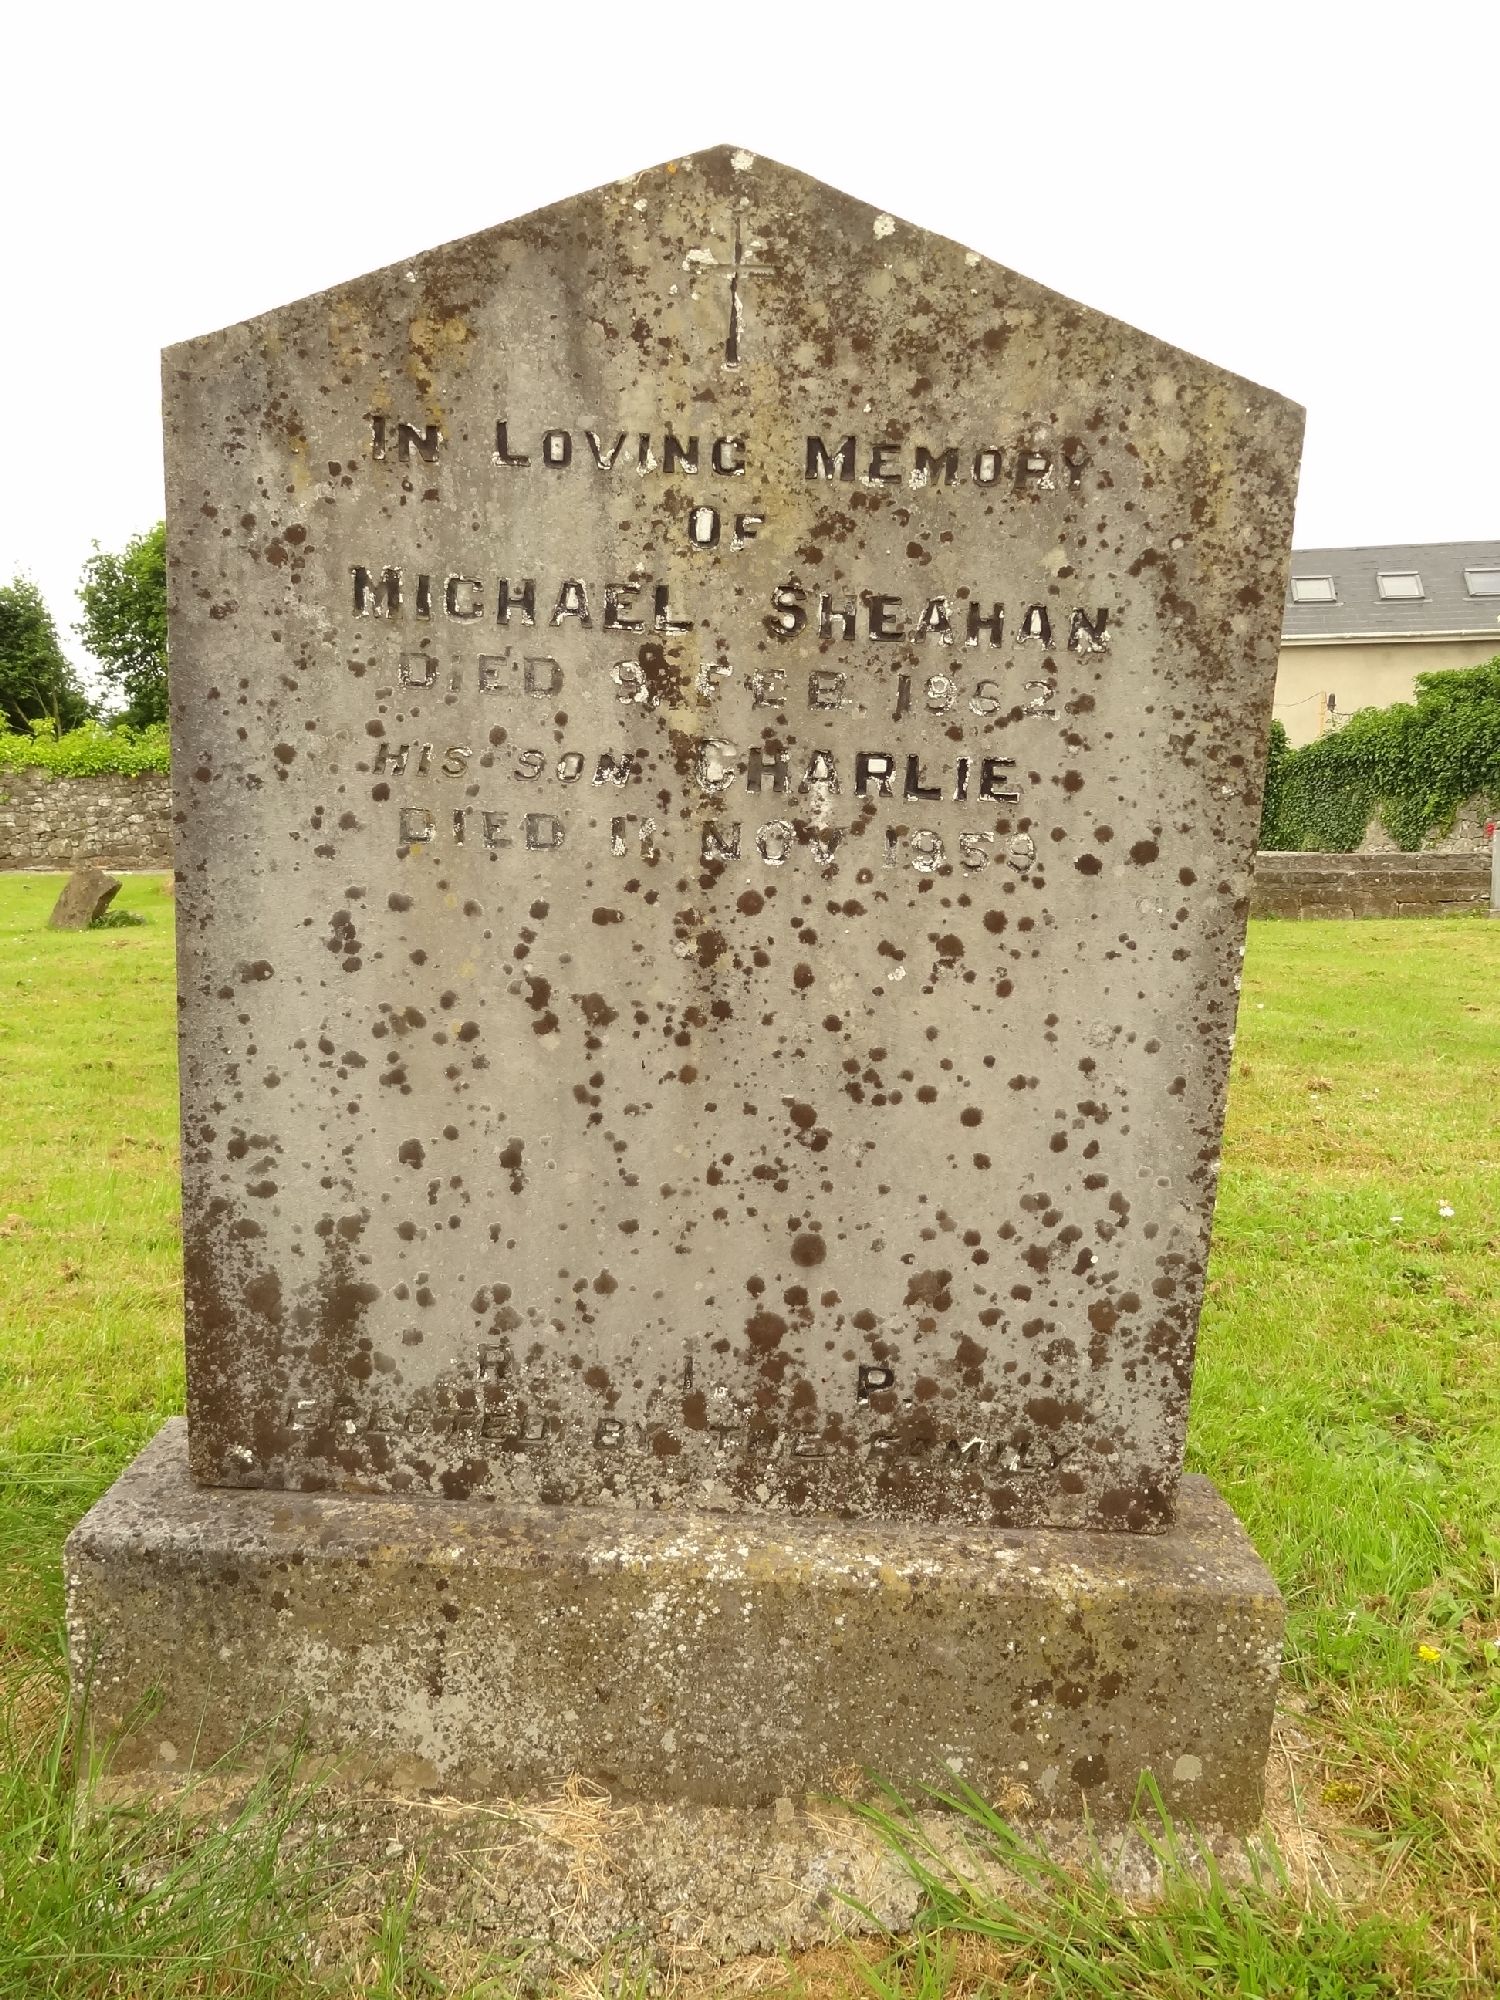 IN LOVING MEMORY
OF
MICHAEL SHEAHAN
DIED 9 FEB. 1962
HIS SON CHARLIE
DIED 11 NOV 1959
R. I. P.
ERECTED BY THE FAMILY